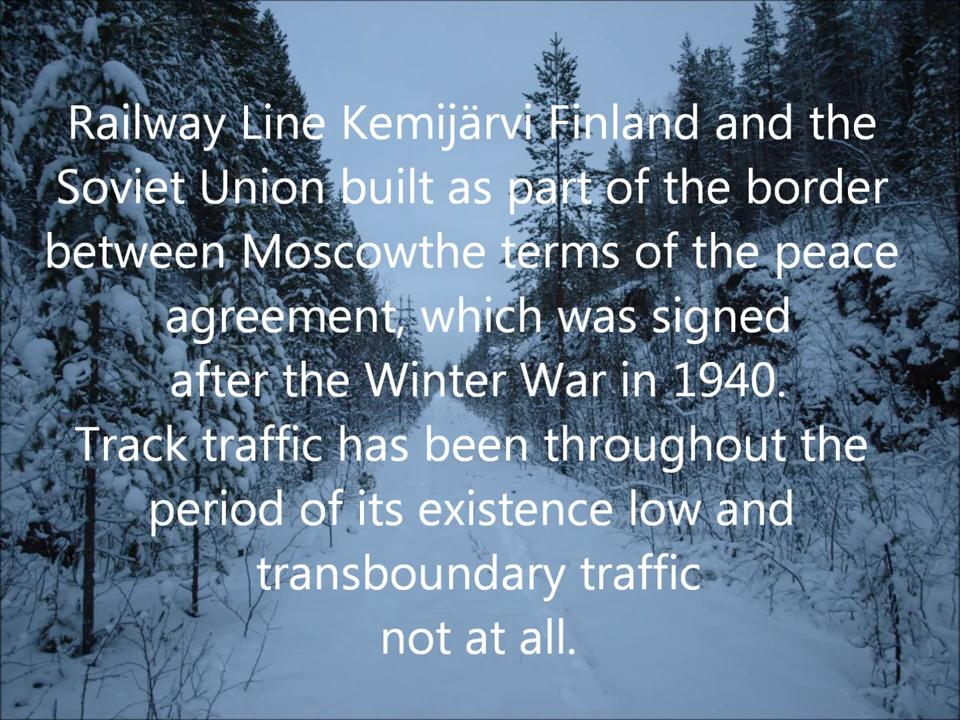 Railway Line Kemijärvi Finland and the
Soviet Union built as part of the border
between Moscowthe terms of the peace
agreement, which was signed
after the Winter War in 1940.
Track traffic has been throughout the
period of its existence low and
transboundary traffic
not at all.